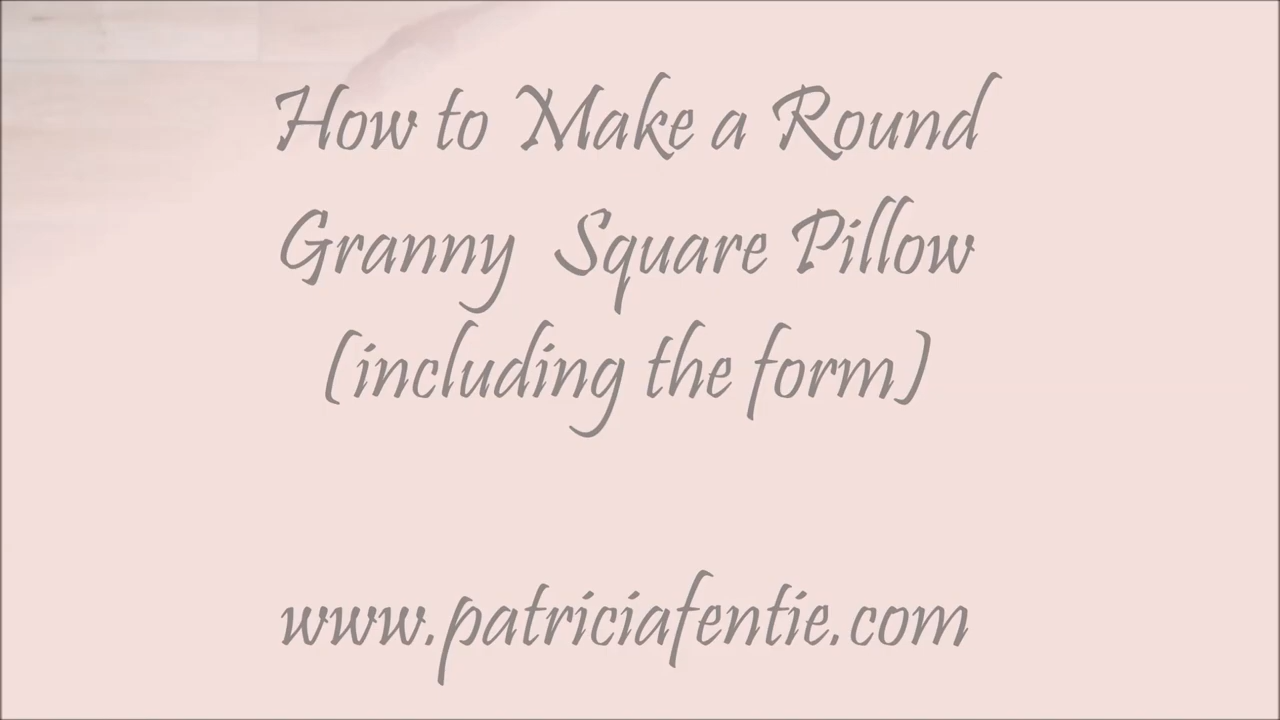 How to Make a Round
Granny Square Pillow
(including the form)
www.patriciafentie.com